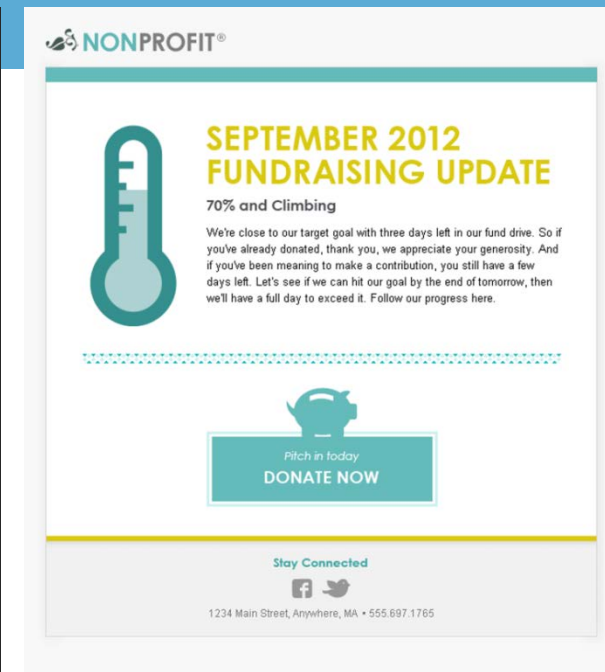 NONPROFIT®
SEPTEMBER 2012
FUNDRAISING UPDATE
70% and Climbing
We're close to our target goal with three days left in our fund drive. So if
you've already donated, thank you, we appreciate your generosity. And
if you've been meaning to make a contribution, you still have a few
days left. Let's see if we can hit our goal by the end of tomorrow, then
we'll have a full day to exceed it. Follow our progress here.
Pitch in today
DONATE NOW
Stay Connected
1234 Main Street, Anywhere, MA • 555.697.1765